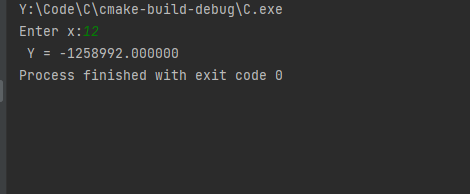 Y:\Code\C\cmake-build-debug\C.exe
Enter x:12
Y = -1258992.000000
Process finished with exit code 0